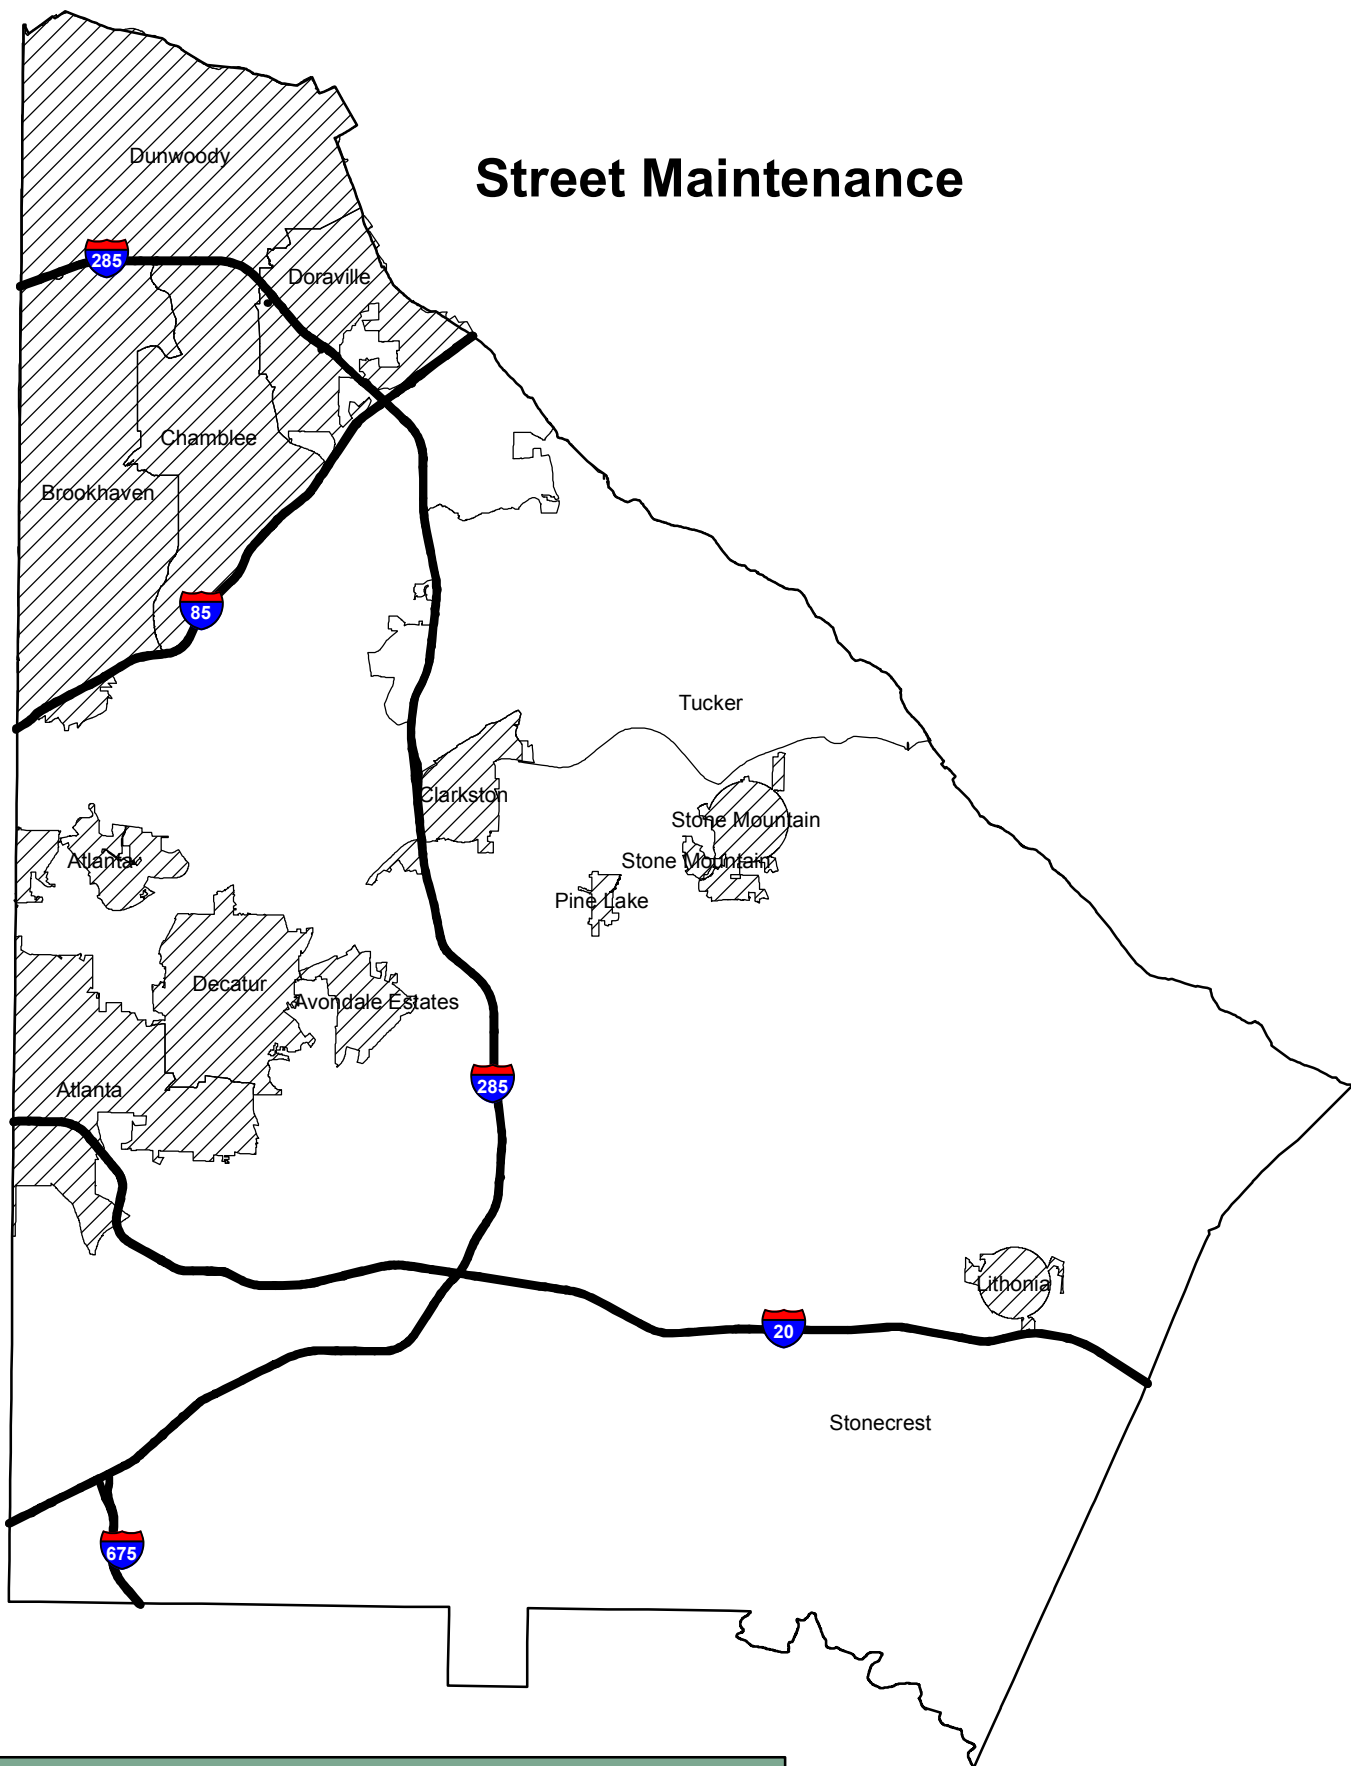 Dunwoody
Street Maintenance
285
Doraville
Chamblee
Brookhaven
85
Tucker
Clarkston
Stone Mountain
Atlanta
Stone Mountain
Pine Lake
Decatur
Avondale Estates
285
Atlanta
Lithonia
20
Stonecrest
675